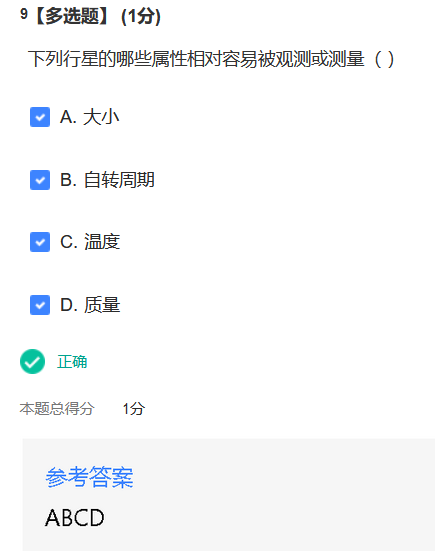 9【多选题】 (1分)
下列行星的哪些属性相对容易被观测或测量（ ）
A. 大小
B. 自转周期
C. 温度
D. 质量
正确
本题总得分 1分
参考答案
ABCD